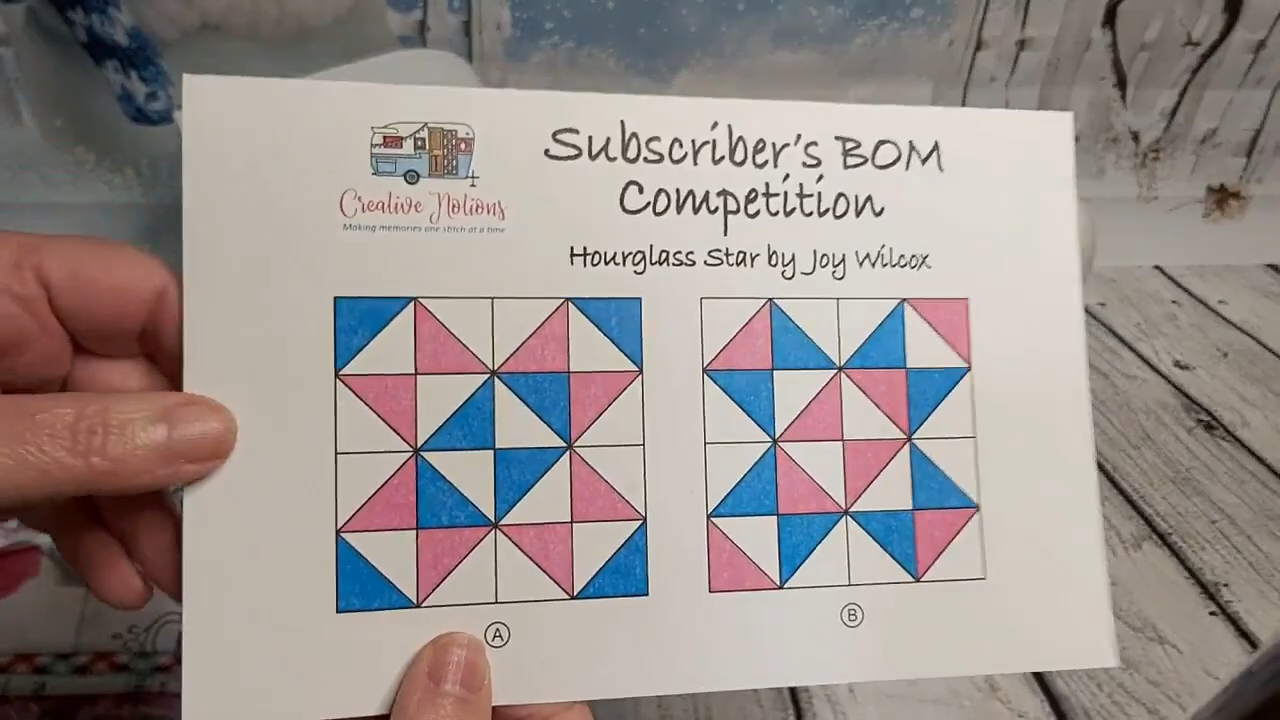 Creative Notions
Making memories one stitch at a time
Subscriber's BOM
Competition
Hourglass Star by Joy Wilcox
A
B